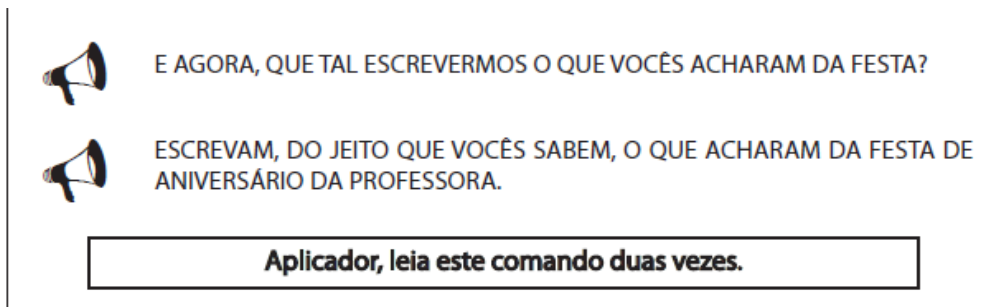 E AGORA, QUE TAL ESCREVERMOS O QUE VOCÊS ACHARAM DA FESTA?
ESCREVAM, DO JEITO QUE VOCÊS SABEM, O QUE ACHARAM DA FESTA DE
ANIVERSÁRIO DA PROFESSORA.
Aplicador, leia este comando duas vezes.